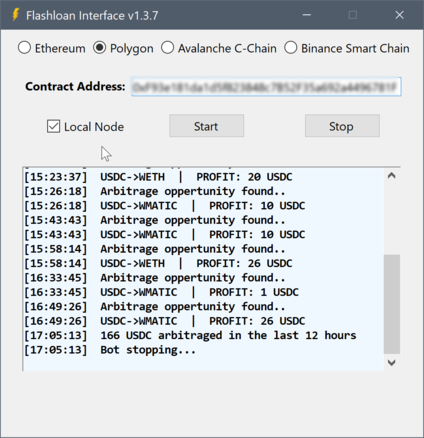 Flashloan Interface v1.3.7
Ethereum Polygon Avalanche C-Chain Binance Smart Chain
Contract Address:
Local Node Start Stop
[15:23:37] USDC->WETH | PROFIT: 20 USDC
[15:26:18] Arbitrage oppertunity found..
[15:26:18] USDC->WMATIC | PROFIT: 10 USDC
[15:43:43] Arbitrage oppertunity found..
[15:43:43] USDC->WMATIC | PROFIT: 10 USDC
[15:58:14] Arbitrage oppertunity found..
[15:58:14] USDC->WETH | PROFIT: 26 USDC
[16:33:45] Arbitrage oppertunity found..
[16:33:45] USDC->WMATIC | PROFIT: 1 USDC
[16:49:26] Arbitrage oppertunity found..
[16:49:26] USDC->WMATIC | PROFIT: 26 USDC
[17:05:13] 166 USDC arbitraged in the last 12 hours
[17:05:13] Bot stopping...